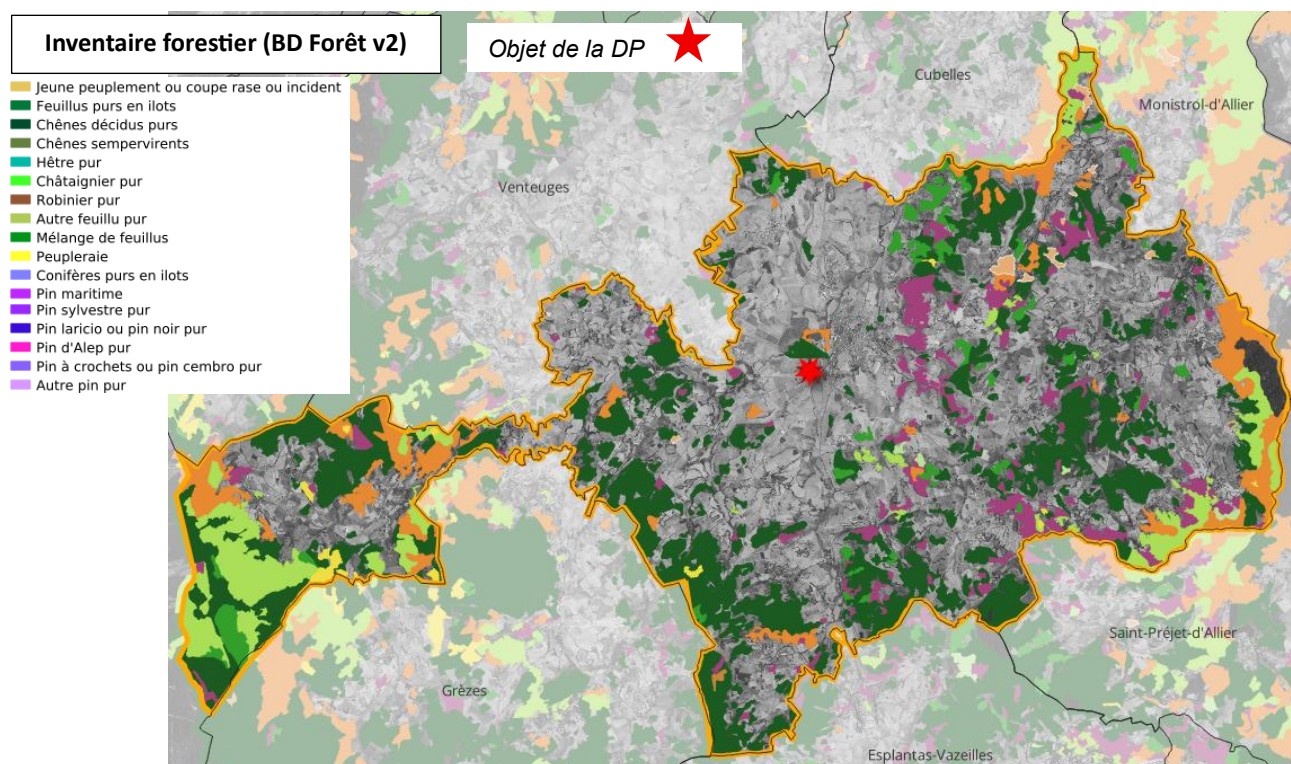 Inventaire forestier (BD Forêt v2)
Objet de la DP
Jeune peuplement ou coupe rase ou incident
Feuillus purs en ilots
Chênes décidus purs
Chênes sempervirents
Hêtre pur
Châtaignier pur
Robinier pur
Autre feuillu pur
Mélange de feuillus
Peupleraie
Conifères purs en ilots
Pin maritime
Pin sylvestre pur
Pin laricio ou pin noir pur
Pin d'Alep pur
Pin à crochets ou pin cembro pur
Autre pin pur
Cubelles
Monistrol-d'Allier
Venteuges
Saint-Préjet-d'Allier
Grèzes
Esplantas-Vazeilles